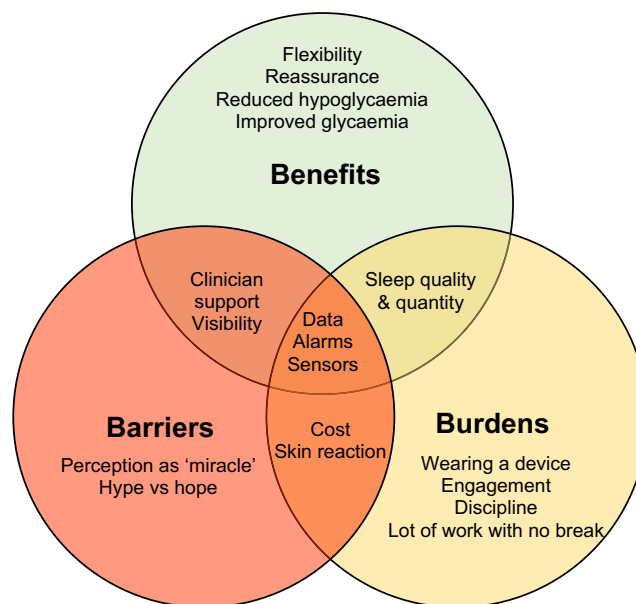 Flexibility
Reassurance
Reduced hypoglycaemia
Improved glycaemia
Benefits
Clinician
support
Visibility
Sleep quality
& quantity
Data
Alarms
Sensors
Barriers
Perception as ‘miracle’
Hype vs hope
Cost
Skin reaction
Burdens
Wearing a device
Engagement
Discipline
Lot of work with no break